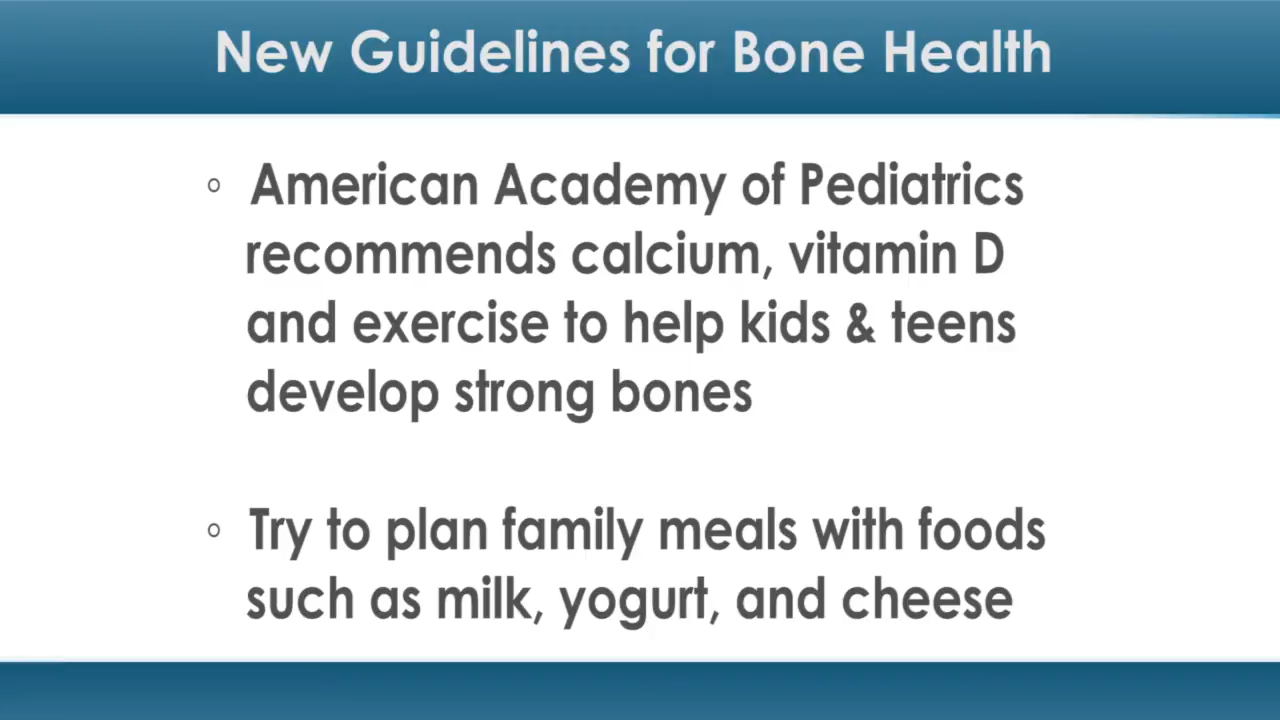 New Guidelines for Bone Health
◦ American Academy of Pediatrics
recommends calcium, vitamin D
and exercise to help kids & teens
develop strong bones
◦ Try to plan family meals with foods
such as milk, yogurt, and cheese